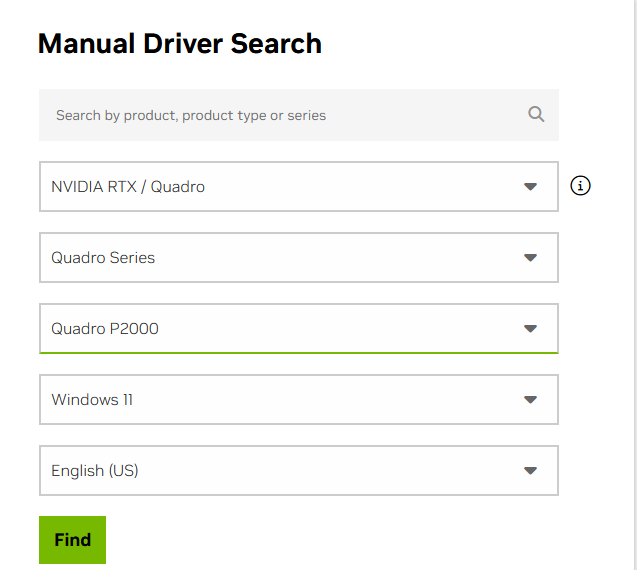 Manual Driver Search
Search by product, product type or series
NVIDIA RTX / Quadro
Quadro Series
Quadro P2000
Windows 11
English (US)
Find